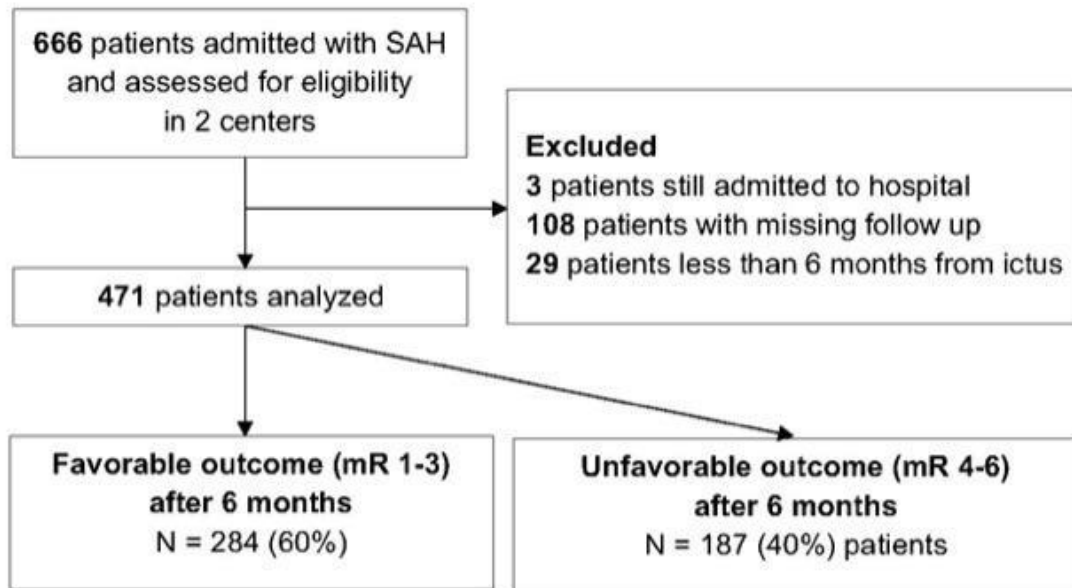 666 patients admitted with SAH
and assessed for eligibility
in 2 centers
Excluded
3 patients still admitted to hospital
108 patients with missing follow up
29 patients less than 6 months from ictus
471 patients analyzed
Favorable outcome (mR 1-3)
after 6 months
N = 284 (60%)
Unfavorable outcome (mR 4-6)
after 6 months
N = 187 (40%) patients